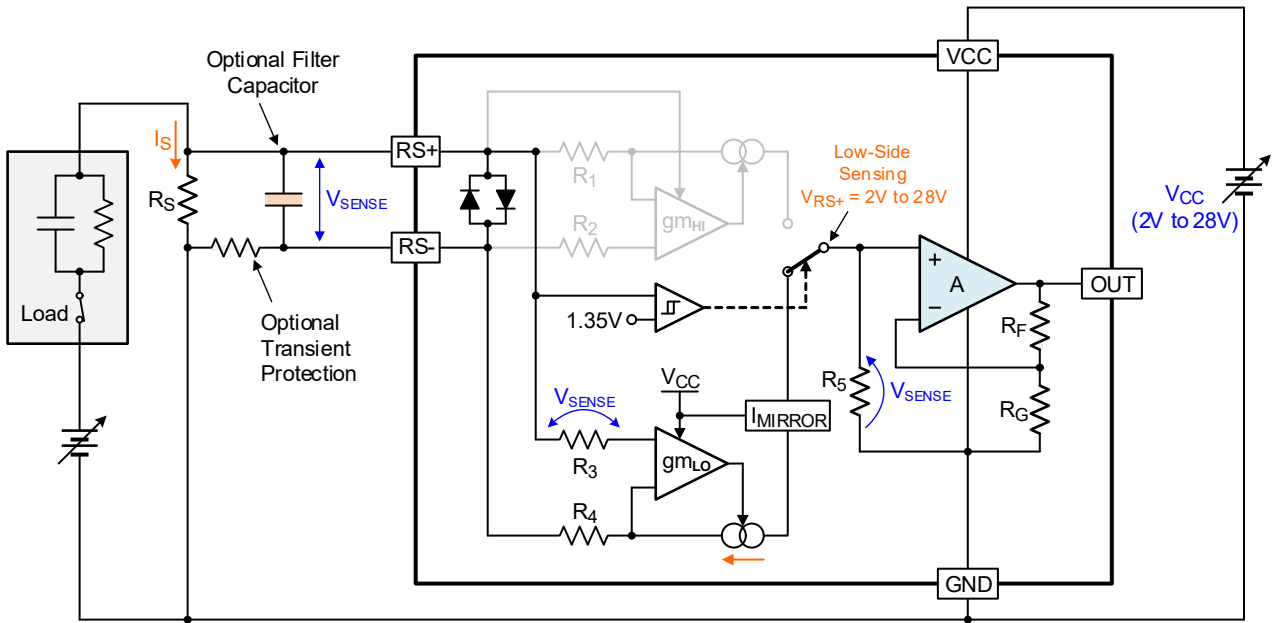 Optional Filter
Capacitor
VCC
IS
RS+
R1
gmHI
Low-Side
Sensing
VRS+ = 2V to 28V
RS
VSENSE
VCC
(2V to 28V)
R2
RS-
A
OUT
Load
1.35V
RF
Optional
Transient
Protection
VCC
R5
VSENSE
VSENSE
IMIRROR
RG
R3
gmLO
R4
GND